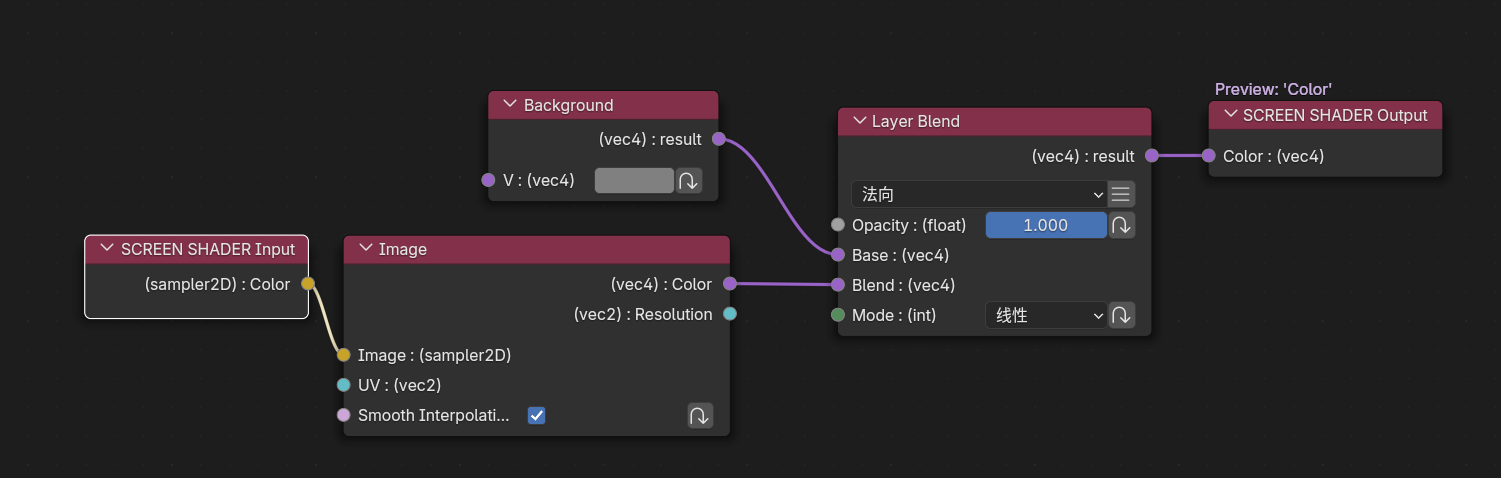 Background
(vec4) : result
V : (vec4)
SCREEN SHADER Input
(sampler2D) : Color
Image
(vec4) : Color
(vec2) : Resolution
Image : (sampler2D)
UV : (vec2)
Smooth Interpolati...
Layer Blend
(vec4) : result
法向
Opacity : (float) 1.000
Base : (vec4)
Blend : (vec4)
Mode : (int) 线性
Preview: 'Color'
SCREEN SHADER Output
Color : (vec4)